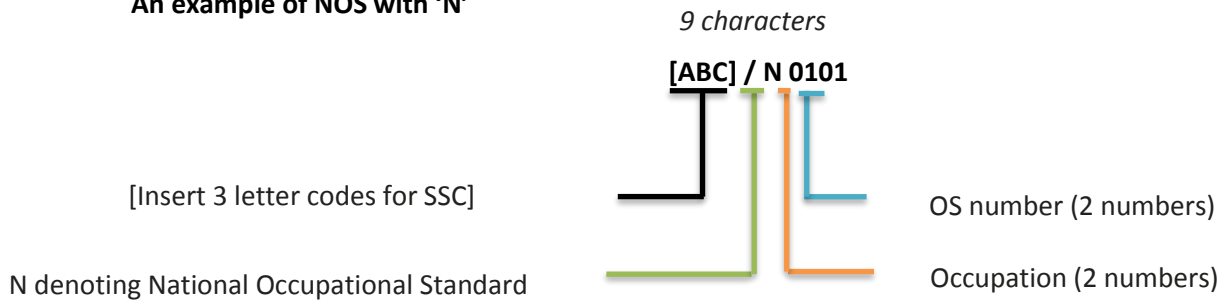 An example of NOS with 'N'
9 characters
[ABC] / N 0101
[Insert 3 letter codes for SSC]
OS number (2 numbers)
N denoting National Occupational Standard
Occupation (2 numbers)